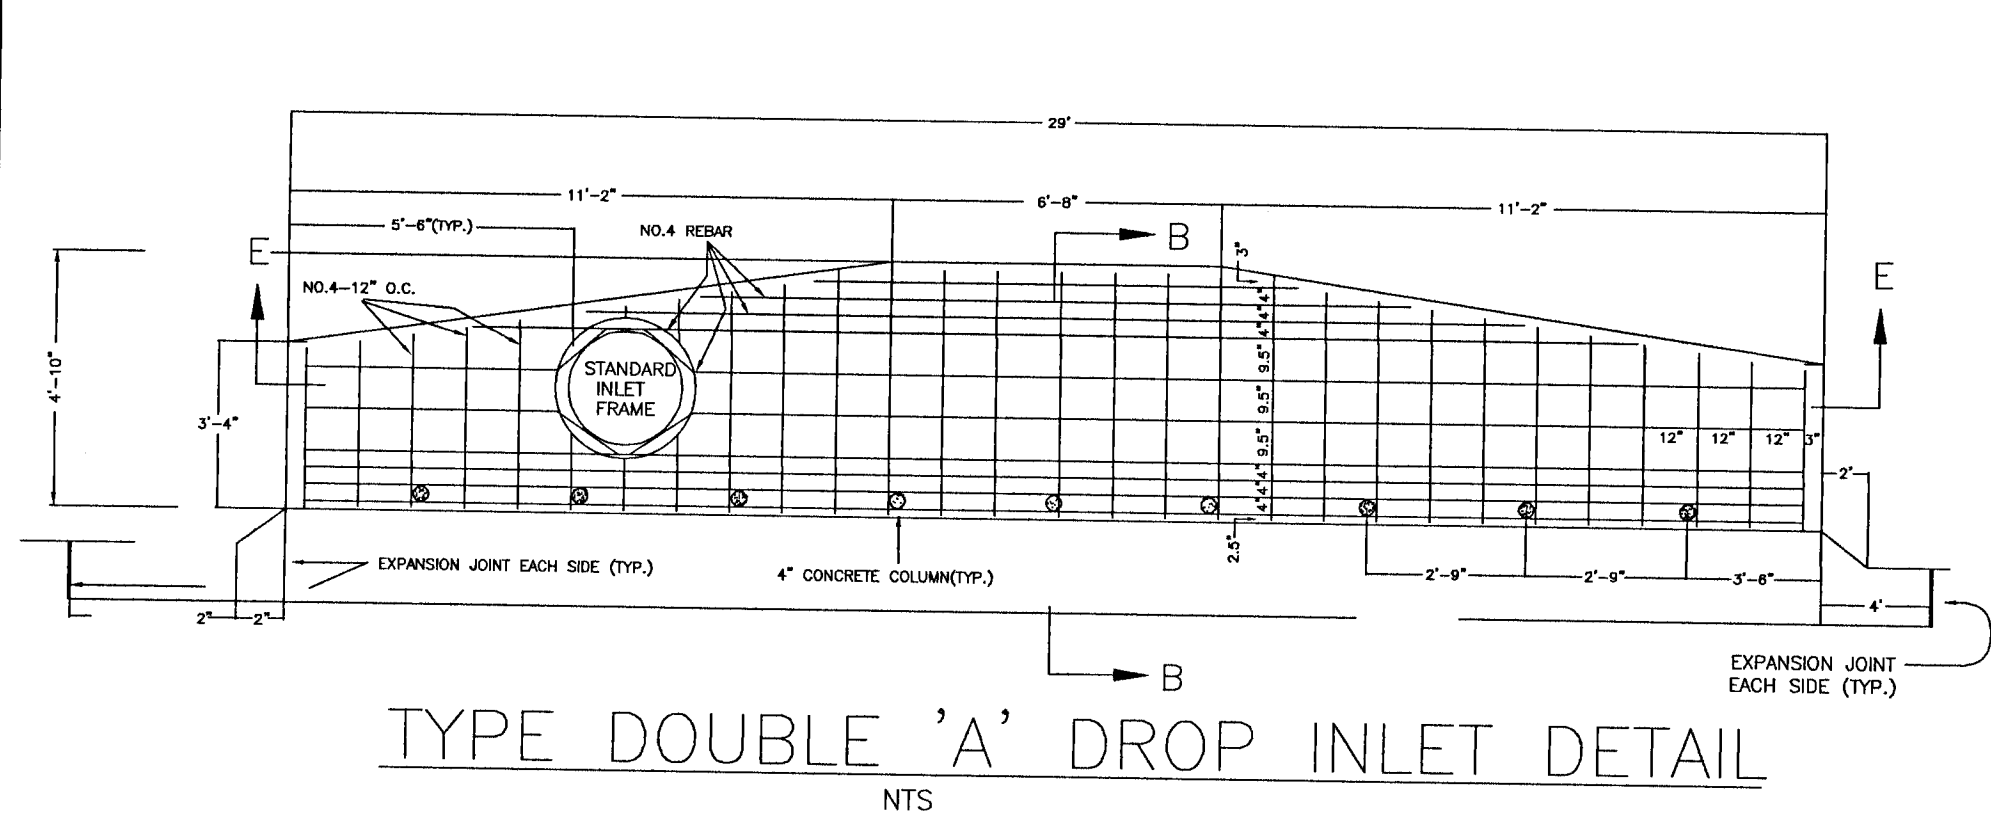 29'
11'-2"
6'-8"
11'-2"
5'-6"(TYP.)
NO.4 REBAR
B
E
3"
E
NO.4-12" O.C.
4"
4"
4"
4'-10"
9.5"
STANDARD
INLET
FRAME
9.5"
3'-4"
9.5"
12"
12"
12"
3"
2'
4"
4"
4"
2.5"
EXPANSION JOINT EACH SIDE (TYP.)
4" CONCRETE COLUMN(TYP.)
2'-9"
2'-9"
3'-6"
4'
2"
2"
B
EXPANSION JOINT
EACH SIDE (TYP.)
TYPE DOUBLE 'A' DROP INLET DETAIL
NTS